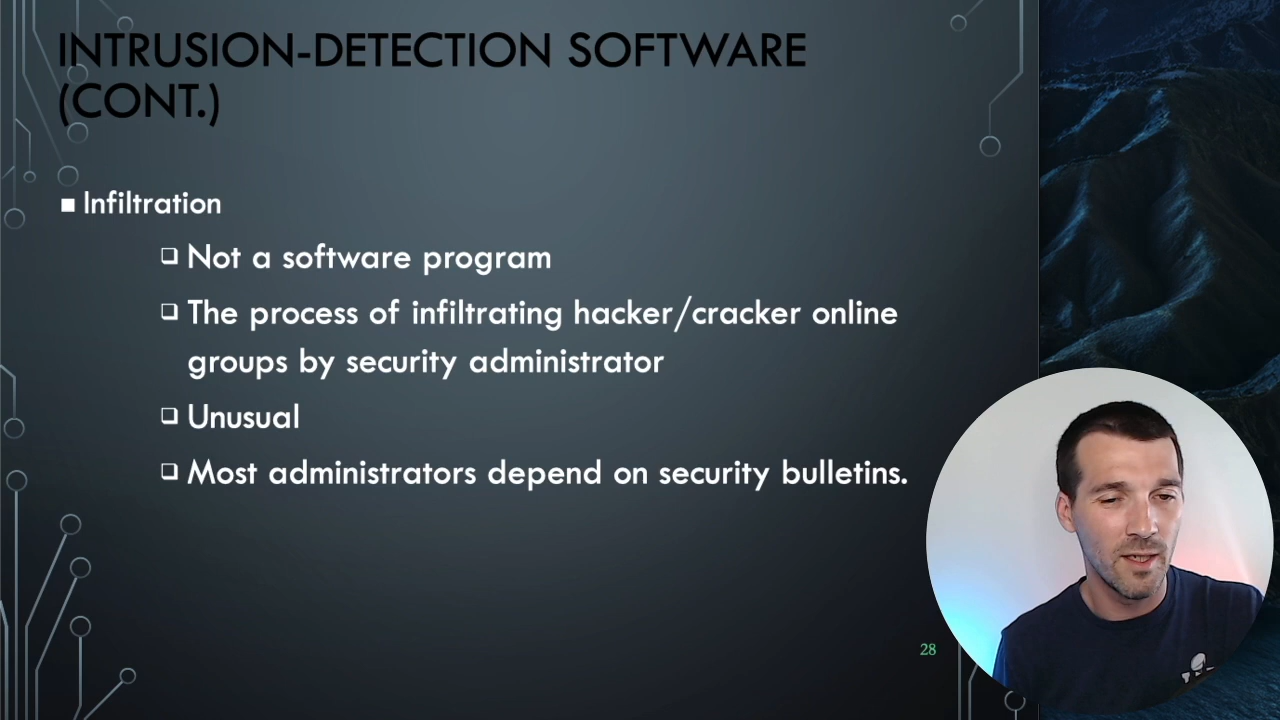 INTRUSION-DETECTION SOFTWARE
(CONT.)
Infiltration
Not a software program
The process of infiltrating hacker/cracker online
groups by security administrator
Unusual
Most administrators depend on security bulletins.
28